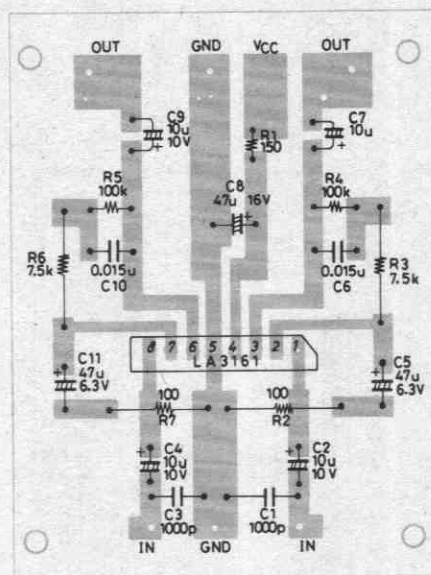 OUT GND VCC OUT
C9
10u
10V
C7
10u
R1
150
R5
100k
C8
47u 16V
R4
100k
R6
7.5k
0.015u
C10
0.015u
C6
R3
7.5k
8 7 6 5 4 3 2 1
LA3161
C11
47u
6.3V
C5
47u
6.3V
100
R7
100
R2
C4
10u
10V
C2
10u
10V
C3
1000p
C1
1000p
IN GND IN